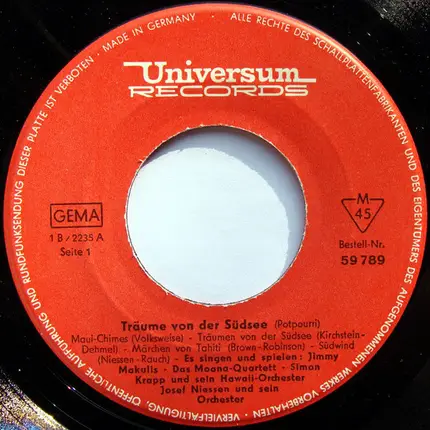 MADE IN GERMANY • ALLE RECHTE DES SCHALLPLATTENFABRIKANTEN UND DES EIGENTÜMERS DES AUFGENOMMENEN WERKES VORBEHALTEN • VERVIELFÄLTIGUNG, ÖFFENTLICHE AUFFÜHRUNG UND RUNDFUNKSENDUNG DIESER PLATTE IST VERBOTEN •
Universum
RECORDS
GEMA
1 B / 2235 A
Seite 1
M
45
Bestell-Nr.
59 789
Träume von der Südsee (Potpourri)
Maui-Chimes (Volksweise) - Träumen von der Südsee (Kirchstein-
Dehmel) - Märchen von Tahiti (Brown-Robinson) - Südwind
(Niessen-Rauch) - Es singen und spielen: Jimmy
Makulis - Das Moana-Quartett - Simon
Krapp und sein Hawaii-Orchester
Josef Niessen und sein
Orchester